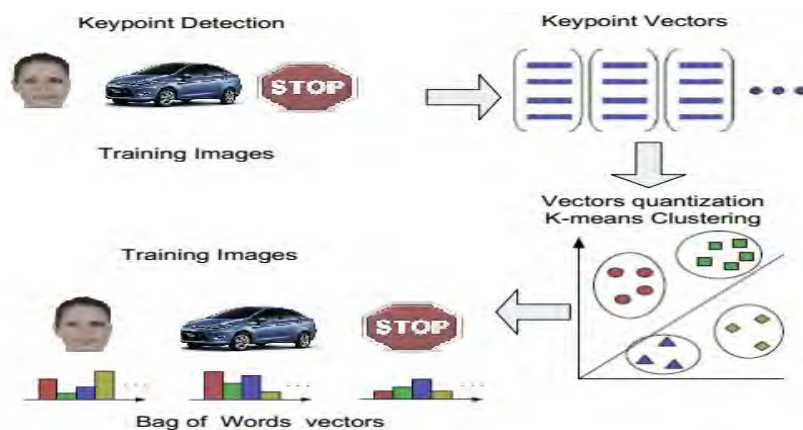 Keypoint Detection
Keypoint Vectors
STOP
Training Images
Vectors quantization
K-means Clustering
Training Images
STOP
Bag of Words vectors